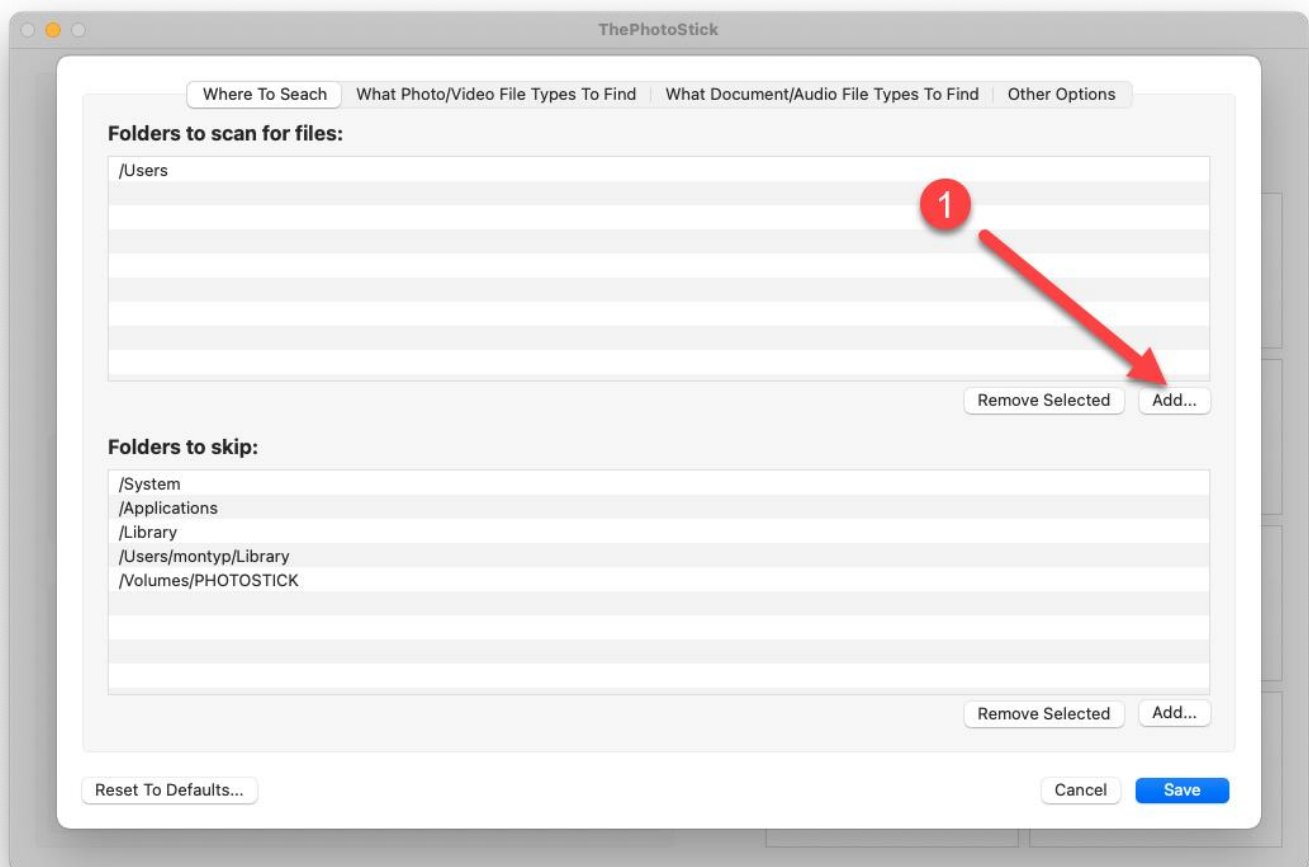 ThePhotoStick
Where To Seach What Photo/Video File Types To Find What Document/Audio File Types To Find Other Options
Folders to scan for files:
/Users
1
Remove Selected Add...
Folders to skip:
/System
/Applications
/Library
/Users/montyp/Library
/Volumes/PHOTOSTICK
Remove Selected Add...
Reset To Defaults... Cancel Save